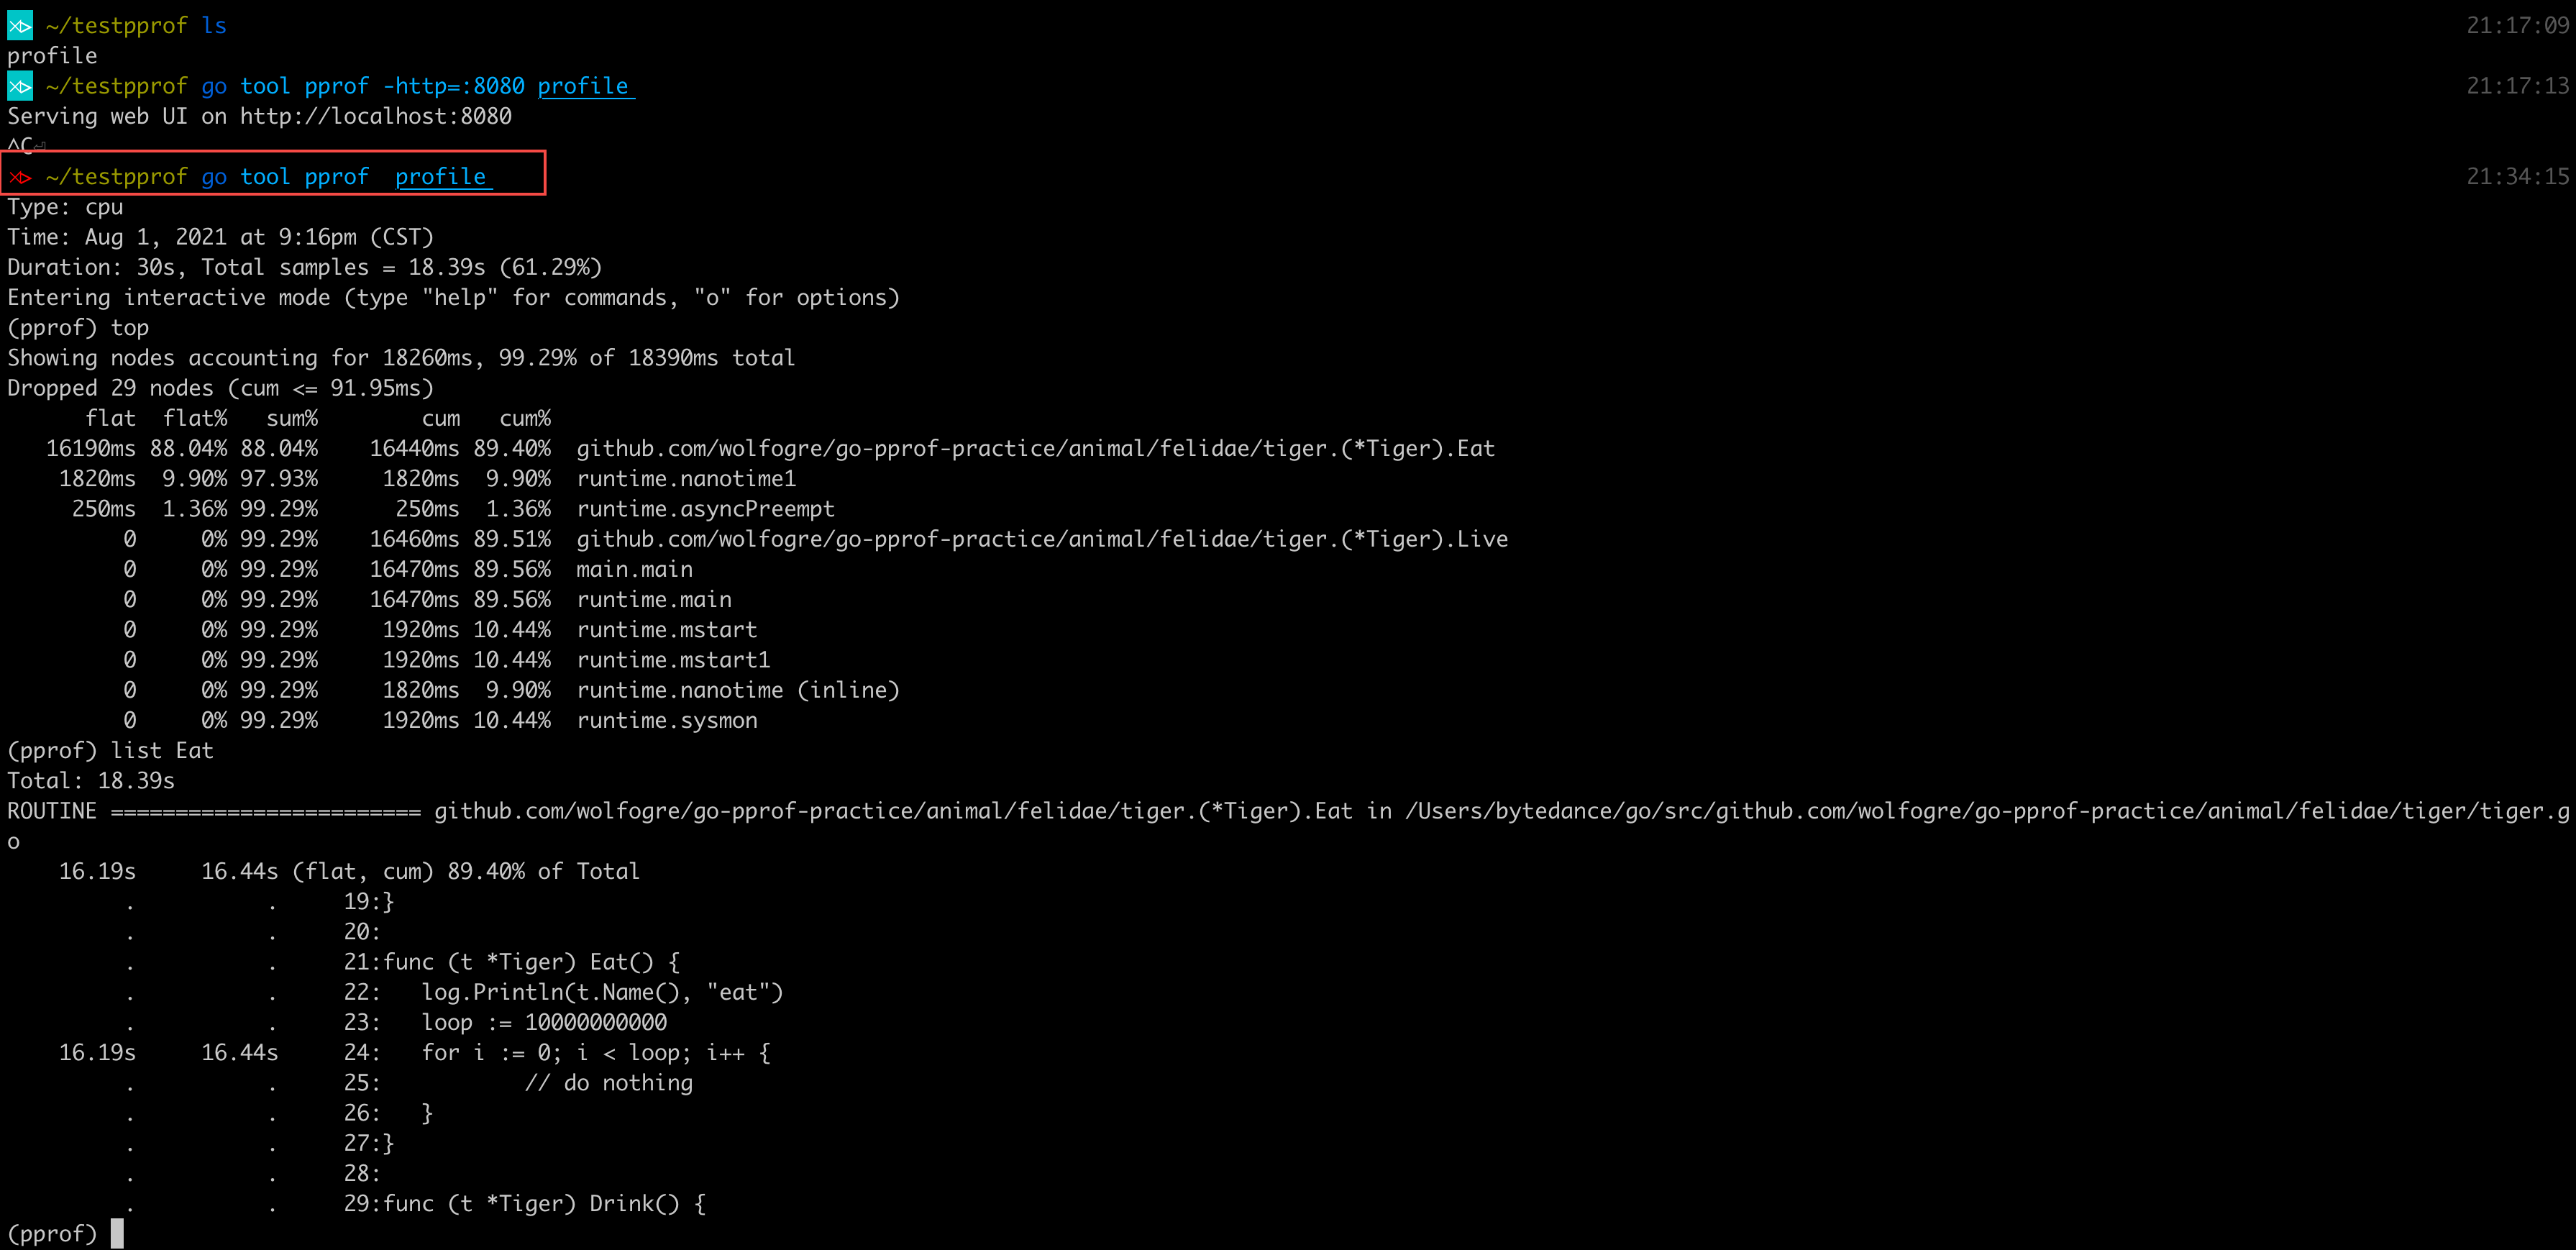 ~/testpprof ls 21:17:09
profile
~/testpprof go tool pprof -http=:8080 profile 21:17:13
Serving web UI on http://localhost:8080
^C⏎
~/testpprof go tool pprof  profile 21:34:15
Type: cpu
Time: Aug 1, 2021 at 9:16pm (CST)
Duration: 30s, Total samples = 18.39s (61.29%)
Entering interactive mode (type "help" for commands, "o" for options)
(pprof) top
Showing nodes accounting for 18260ms, 99.29% of 18390ms total
Dropped 29 nodes (cum <= 91.95ms)
      flat  flat%   sum%        cum   cum%
   16190ms 88.04% 88.04%    16440ms 89.40%  github.com/wolfogre/go-pprof-practice/animal/felidae/tiger.(*Tiger).Eat
    1820ms  9.90% 97.93%     1820ms  9.90%  runtime.nanotime1
     250ms  1.36% 99.29%      250ms  1.36%  runtime.asyncPreempt
         0     0% 99.29%    16460ms 89.51%  github.com/wolfogre/go-pprof-practice/animal/felidae/tiger.(*Tiger).Live
         0     0% 99.29%    16470ms 89.56%  main.main
         0     0% 99.29%    16470ms 89.56%  runtime.main
         0     0% 99.29%     1920ms 10.44%  runtime.mstart
         0     0% 99.29%     1920ms 10.44%  runtime.mstart1
         0     0% 99.29%     1820ms  9.90%  runtime.nanotime (inline)
         0     0% 99.29%     1920ms 10.44%  runtime.sysmon
(pprof) list Eat
Total: 18.39s
ROUTINE ======================== github.com/wolfogre/go-pprof-practice/animal/felidae/tiger.(*Tiger).Eat in /Users/bytedance/go/src/github.com/wolfogre/go-pprof-practice/animal/felidae/tiger/tiger.g
o
    16.19s     16.44s (flat, cum) 89.40% of Total
         .          .     19:}
         .          .     20:
         .          .     21:func (t *Tiger) Eat() {
         .          .     22:   log.Println(t.Name(), "eat")
         .          .     23:   loop := 10000000000
    16.19s     16.44s     24:   for i := 0; i < loop; i++ {
         .          .     25:           // do nothing
         .          .     26:   }
         .          .     27:}
         .          .     28:
         .          .     29:func (t *Tiger) Drink() {
(pprof)